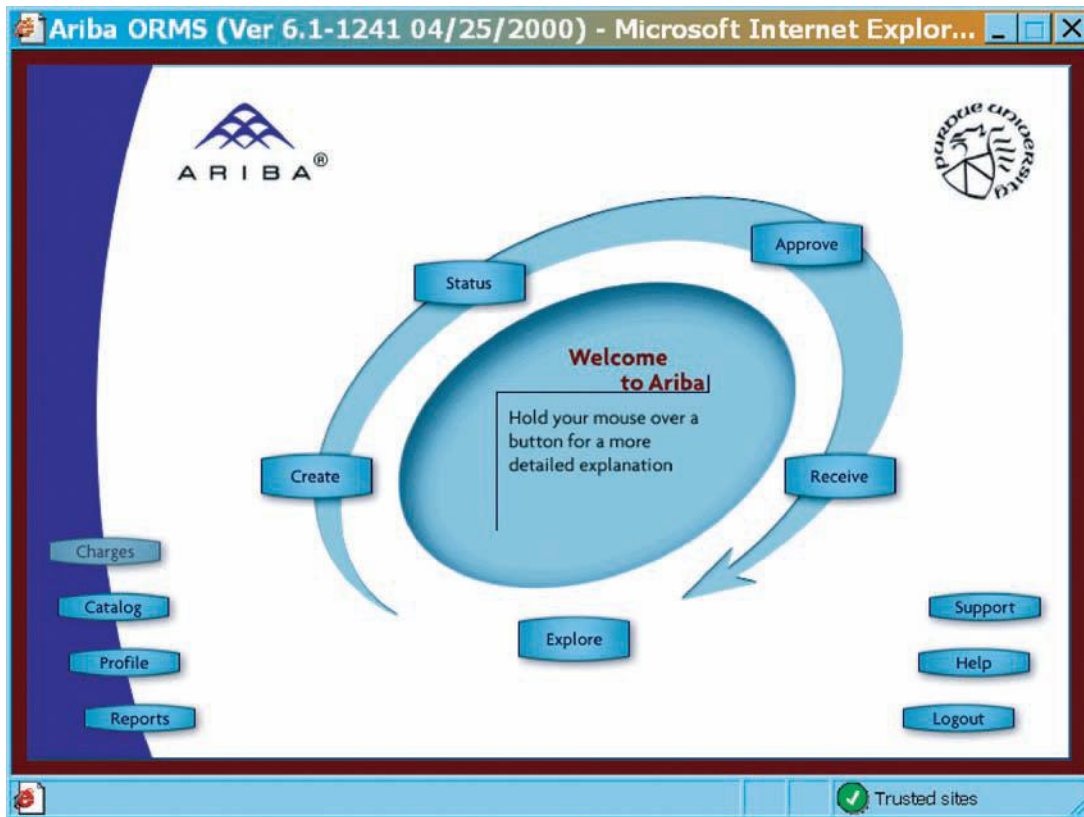 Ariba ORMS (Ver 6.1-1241 04/25/2000) - Microsoft Internet Explor...
ARIBA®
PURDUE UNIVERSITY
Approve
Status
Welcome
to Ariba
Hold your mouse over a
button for a more
detailed explanation
Create
Receive
Charges
Catalog
Support
Explore
Profile
Help
Reports
Logout
Trusted sites